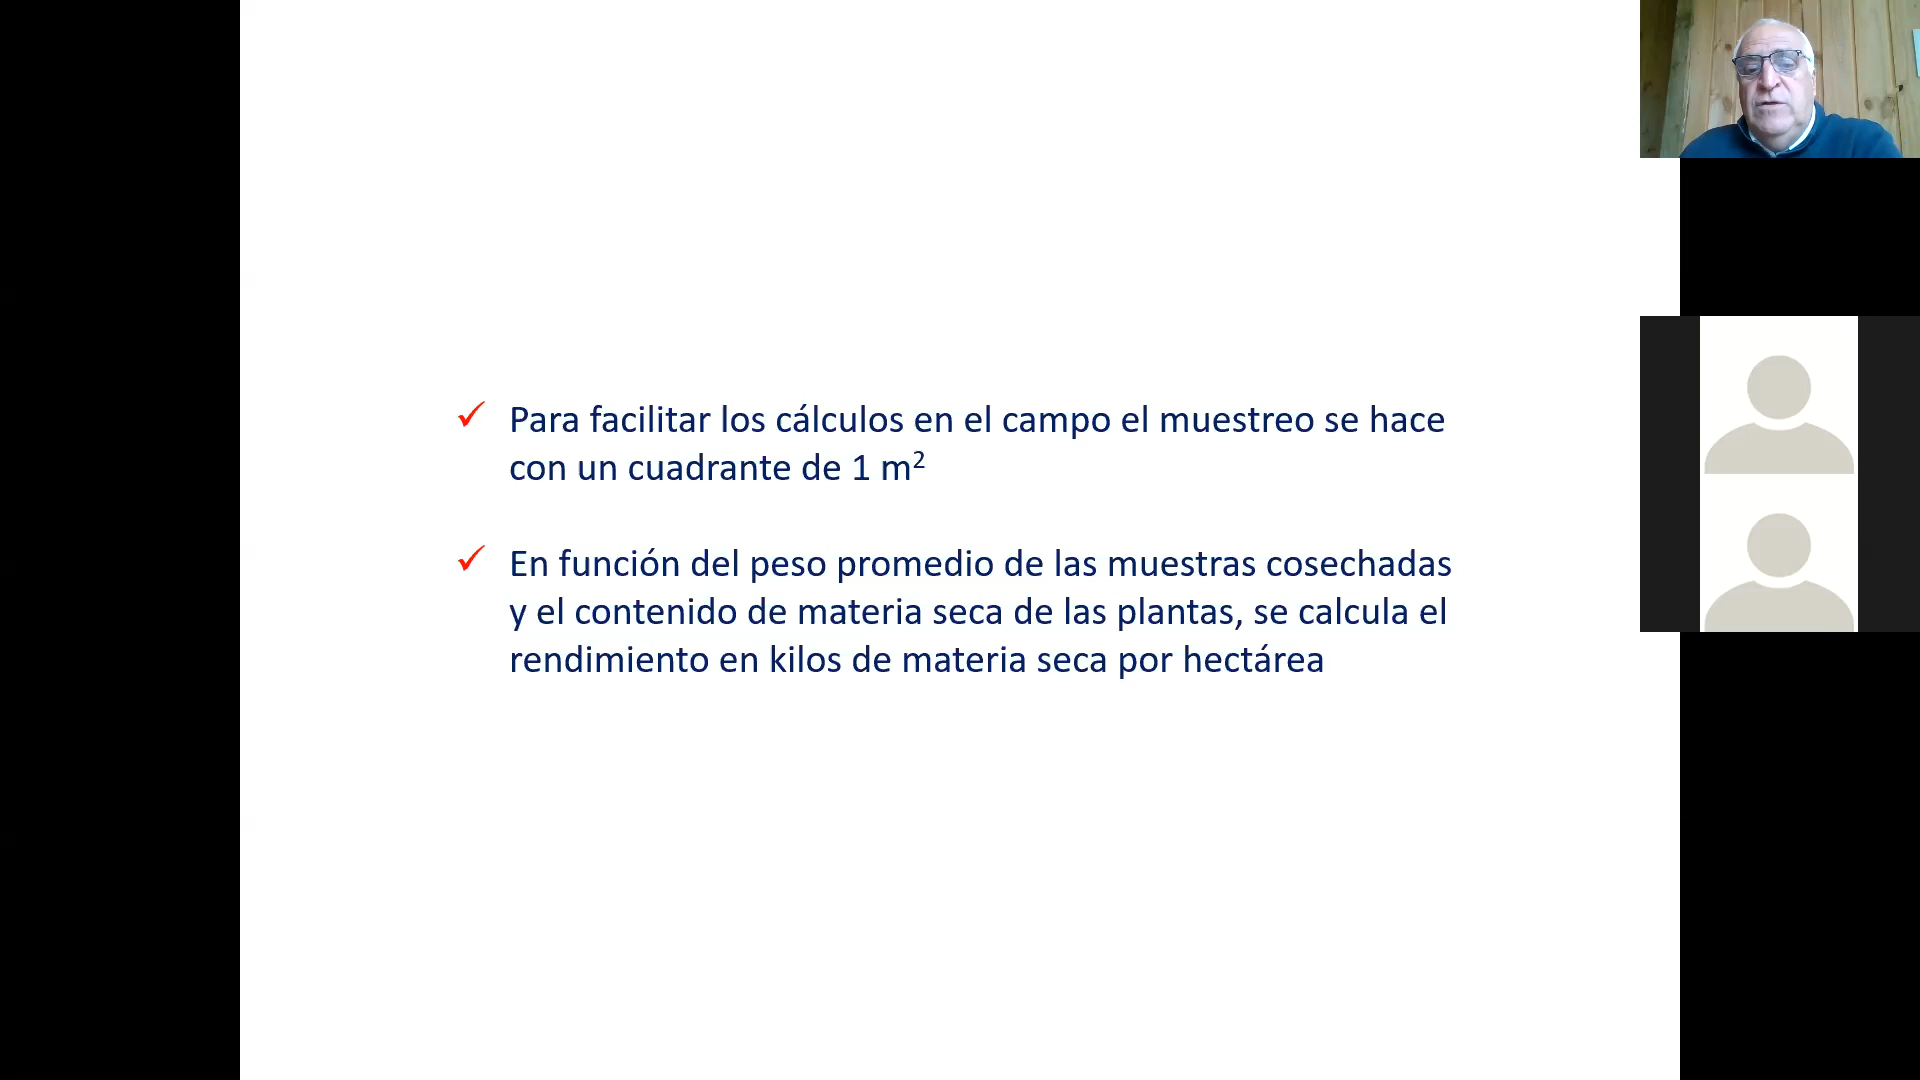 Para facilitar los cálculos en el campo el muestreo se hace
con un cuadrante de 1 m²
En función del peso promedio de las muestras cosechadas
y el contenido de materia seca de las plantas, se calcula el
rendimiento en kilos de materia seca por hectárea